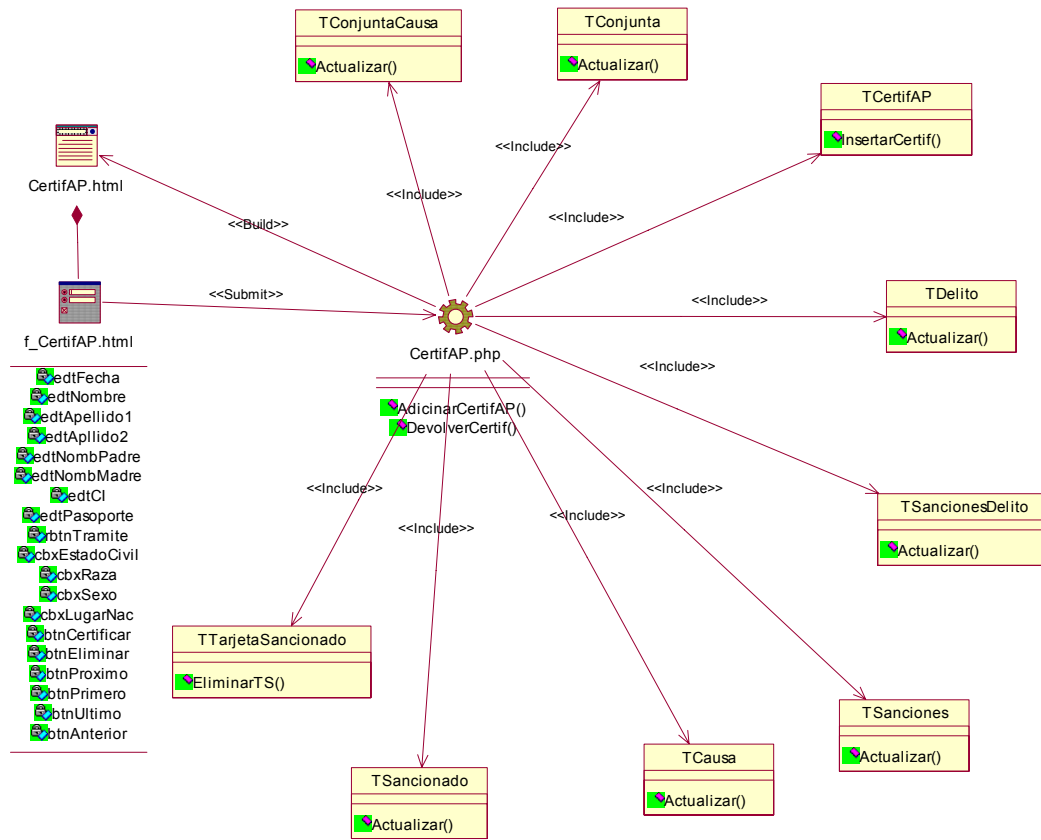 TConjuntaCausa
Actualizar()
TConjunta
Actualizar()
TCertifAP
InsertarCertif()
CertifAP.html
<<Include>>
<<Include>>
<<Include>>
<<Build>>
<<Submit>>
<<Include>>
TDelito
Actualizar()
f_CertifAP.html
CertifAP.php
AdicinarCertifAP()
DevolverCertif()
edtFecha
edtNombre
edtApellido1
edtApllido2
edtNombPadre
edtNombMadre
edtCI
edtPasoporte
rbtnTramite
cbxEstadoCivil
cbxRaza
cbxSexo
cbxLugarNac
btnCertificar
btnEliminar
btnProximo
btnPrimero
btnUltimo
btnAnterior
<<Include>>
<<Include>>
<<Include>>
<<Include>>
<<Include>>
TSancionesDelito
Actualizar()
TTarjetaSancionado
EliminarTS()
TSanciones
Actualizar()
TCausa
Actualizar()
TSancionado
Actualizar()